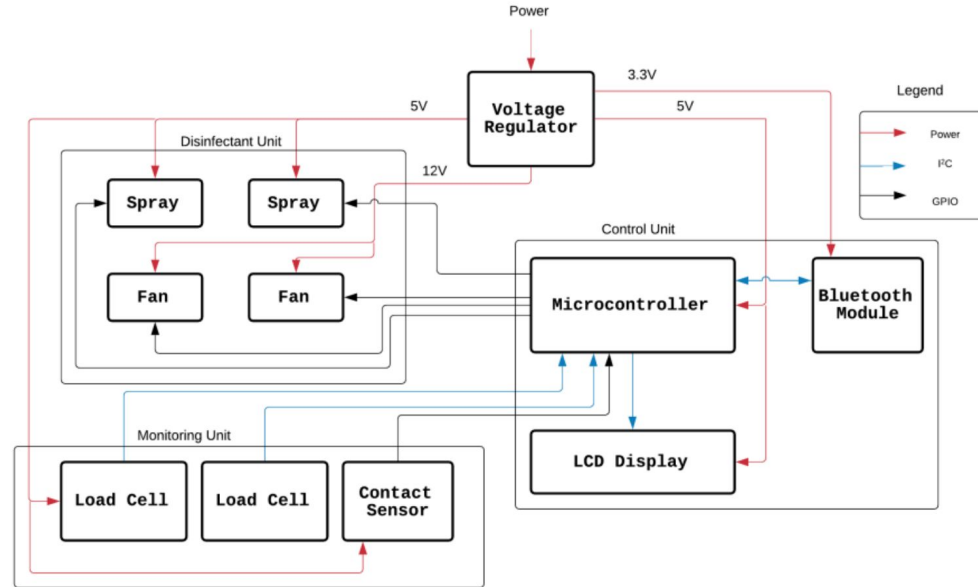 Power
Voltage
Regulator
3.3V
5V
5V
12V
Legend
Power
I²C
GPIO
Disinfectant Unit
Spray
Spray
Fan
Fan
Control Unit
Microcontroller
Bluetooth
Module
LCD Display
Monitoring Unit
Load Cell
Load Cell
Contact
Sensor